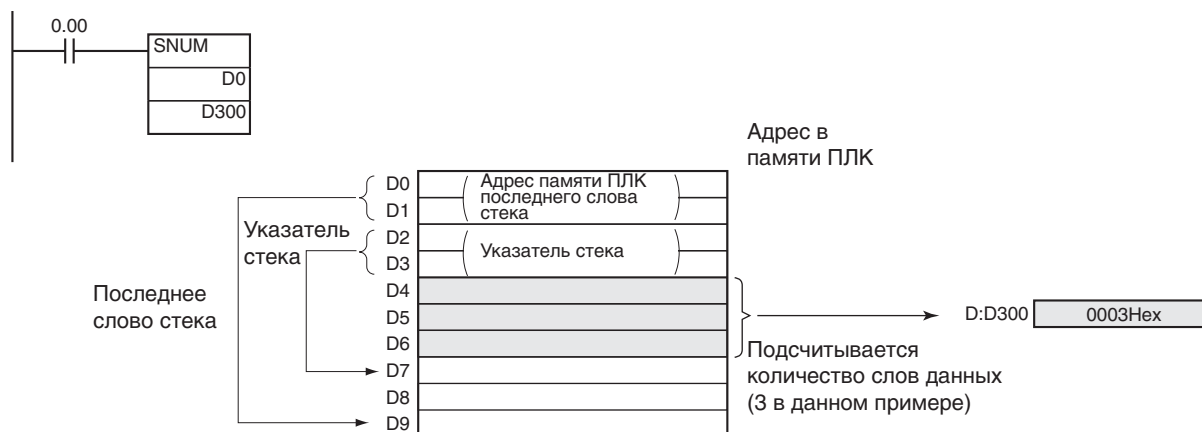 0.00
SNUM
D0
D300
Адрес в
памяти ПЛК
D0
Адрес памяти ПЛК
D1
последнего слова
стека
Указатель
стека
D2
D3
Указатель стека
Последнее
слово стека
D4
D5
D6
D:D300
0003Hex
Подсчитывается
количество слов данных
(3 в данном примере)
D7
D8
D9